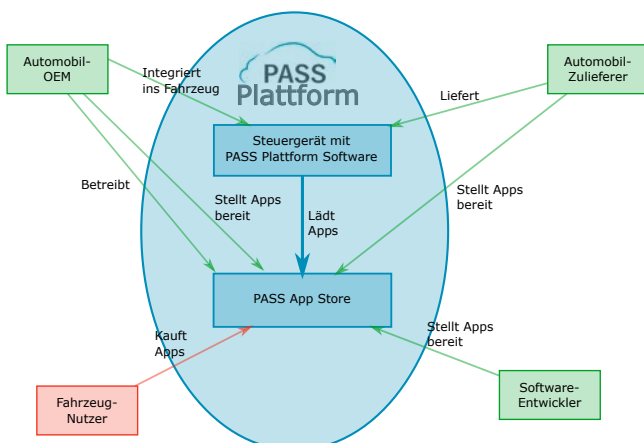 Automobil-
OEM
Integriert
ins Fahrzeug
PASS
Plattform
Automobil-
Zulieferer
Liefert
Steuergerät mit
PASS Plattform Software
Betreibt
Stellt Apps
bereit
Lädt
Apps
Stellt Apps
bereit
PASS App Store
Kauft
Apps
Stellt Apps
bereit
Fahrzeug-
Nutzer
Software-
Entwickler